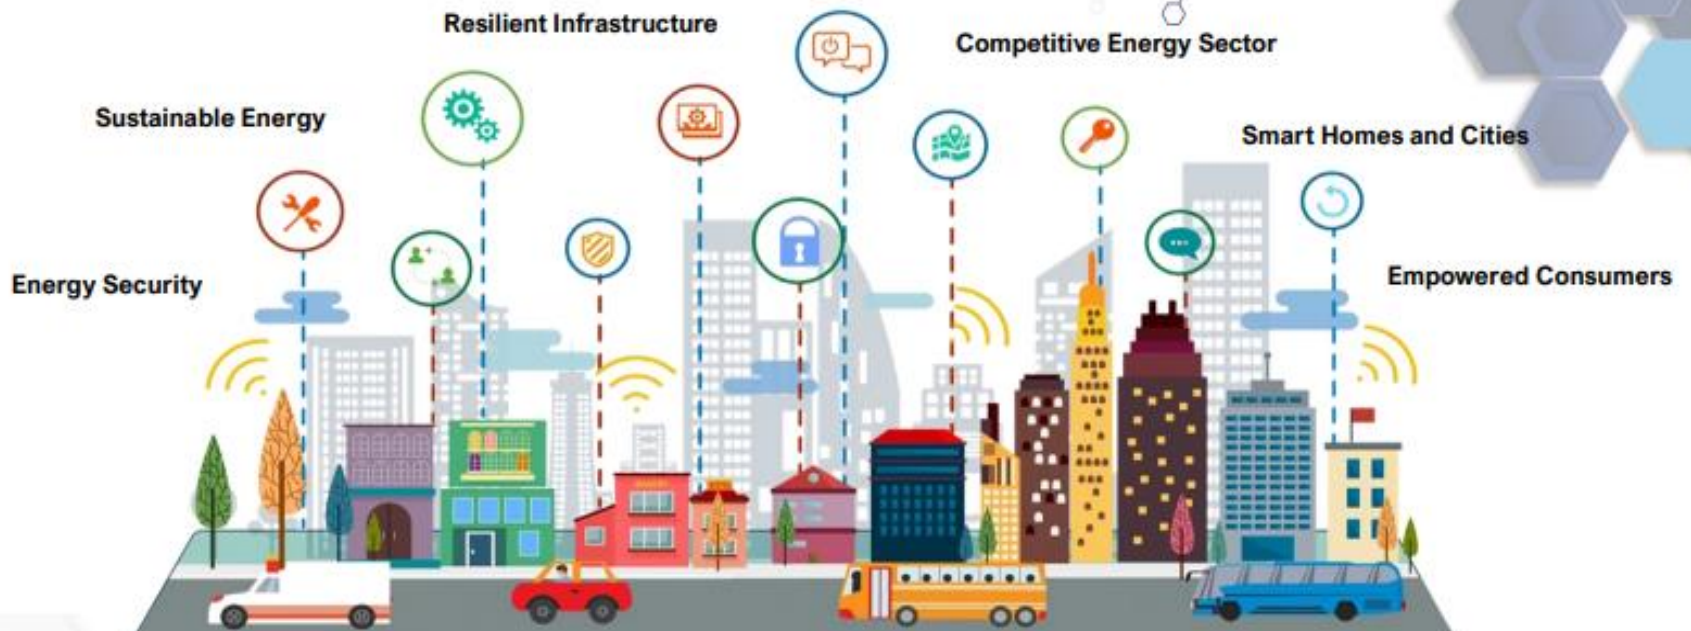 Resilient Infrastructure
Competitive Energy Sector
Sustainable Energy
Smart Homes and Cities
Energy Security
Empowered Consumers